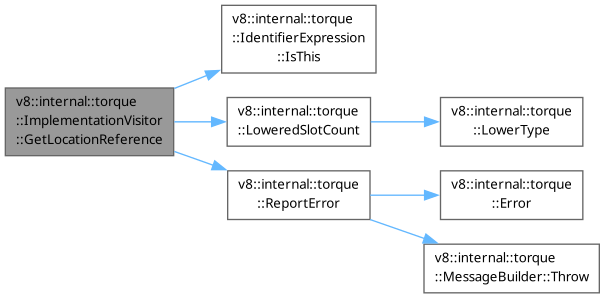 v8::internal::torque
::ImplementationVisitor
::GetLocationReference
v8::internal::torque
::IdentifierExpression
::IsThis
v8::internal::torque
::LoweredSlotCount
v8::internal::torque
::LowerType
v8::internal::torque
::ReportError
v8::internal::torque
::Error
v8::internal::torque
::MessageBuilder::Throw